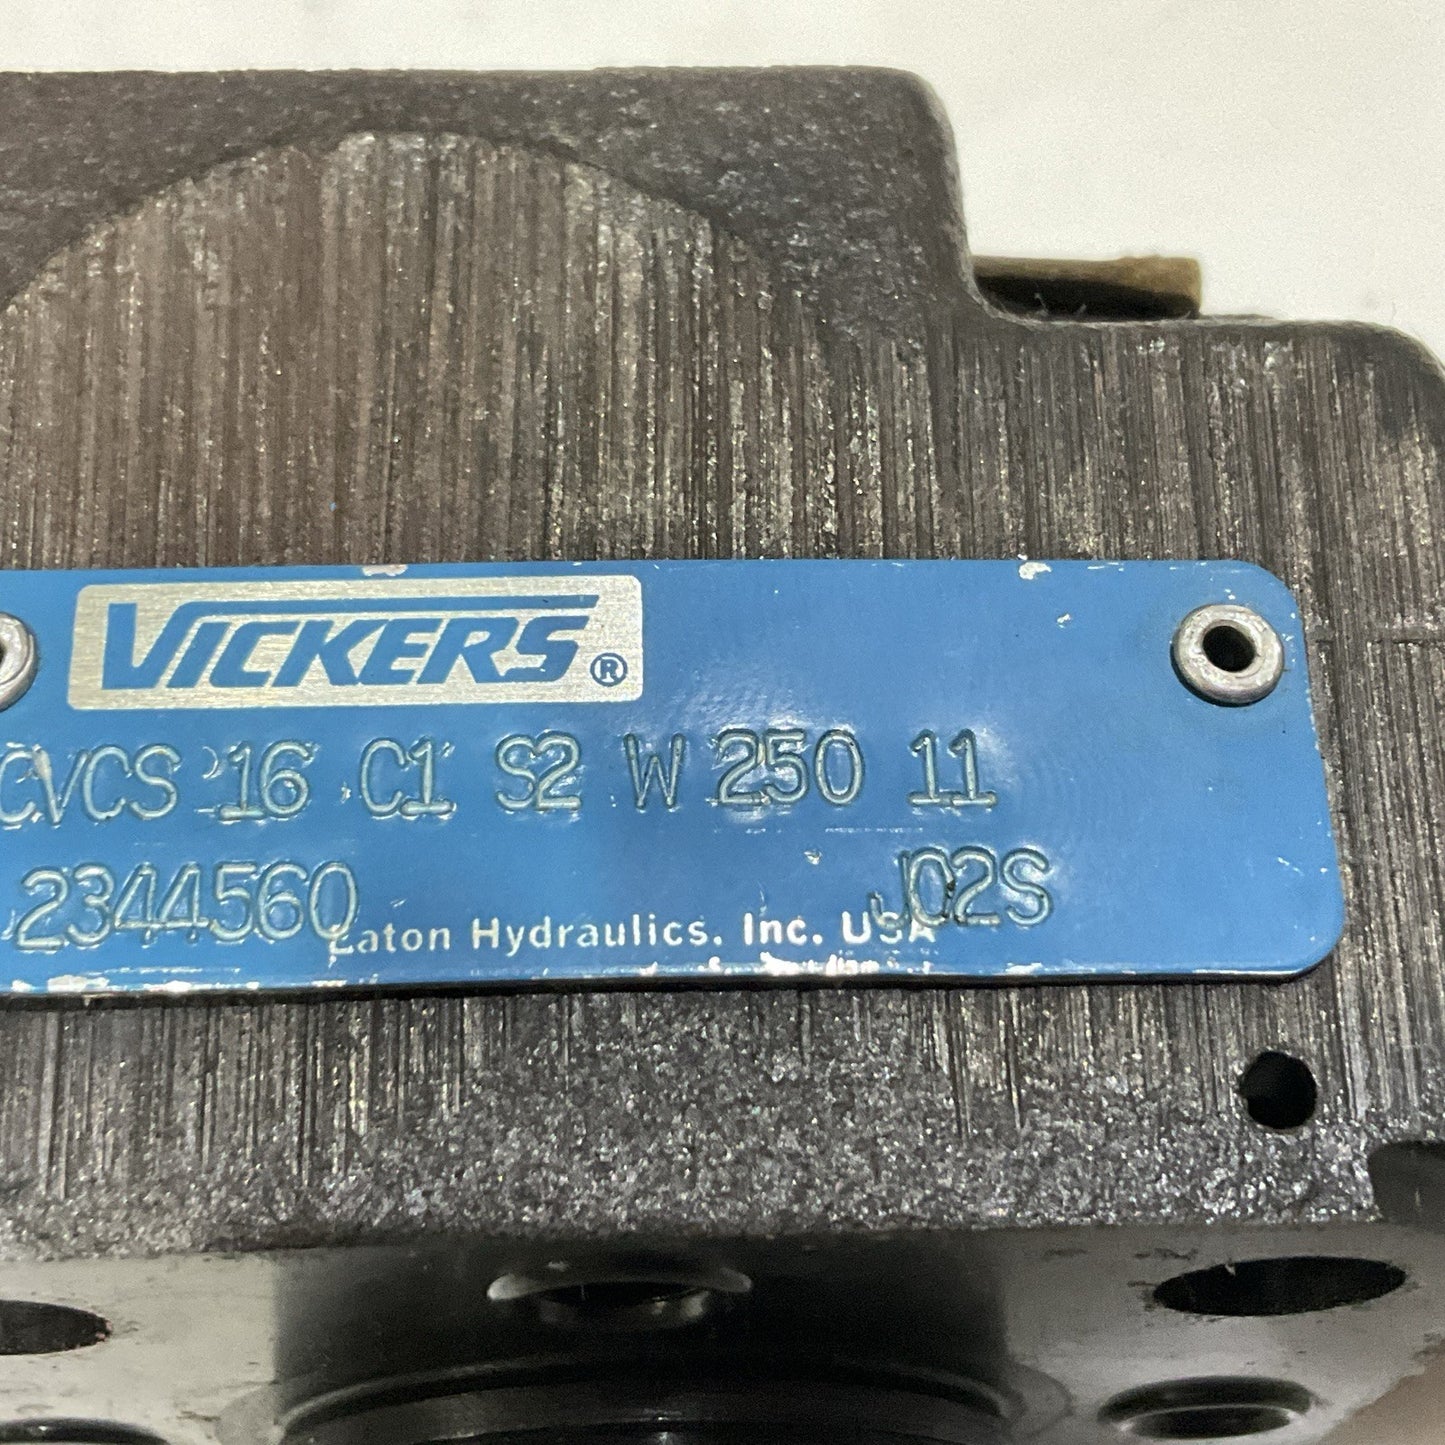 VICKERS®
CVCS 16 C1 S2 W 250 11
2344560 J02S
Eaton Hydraulics. Inc. USA